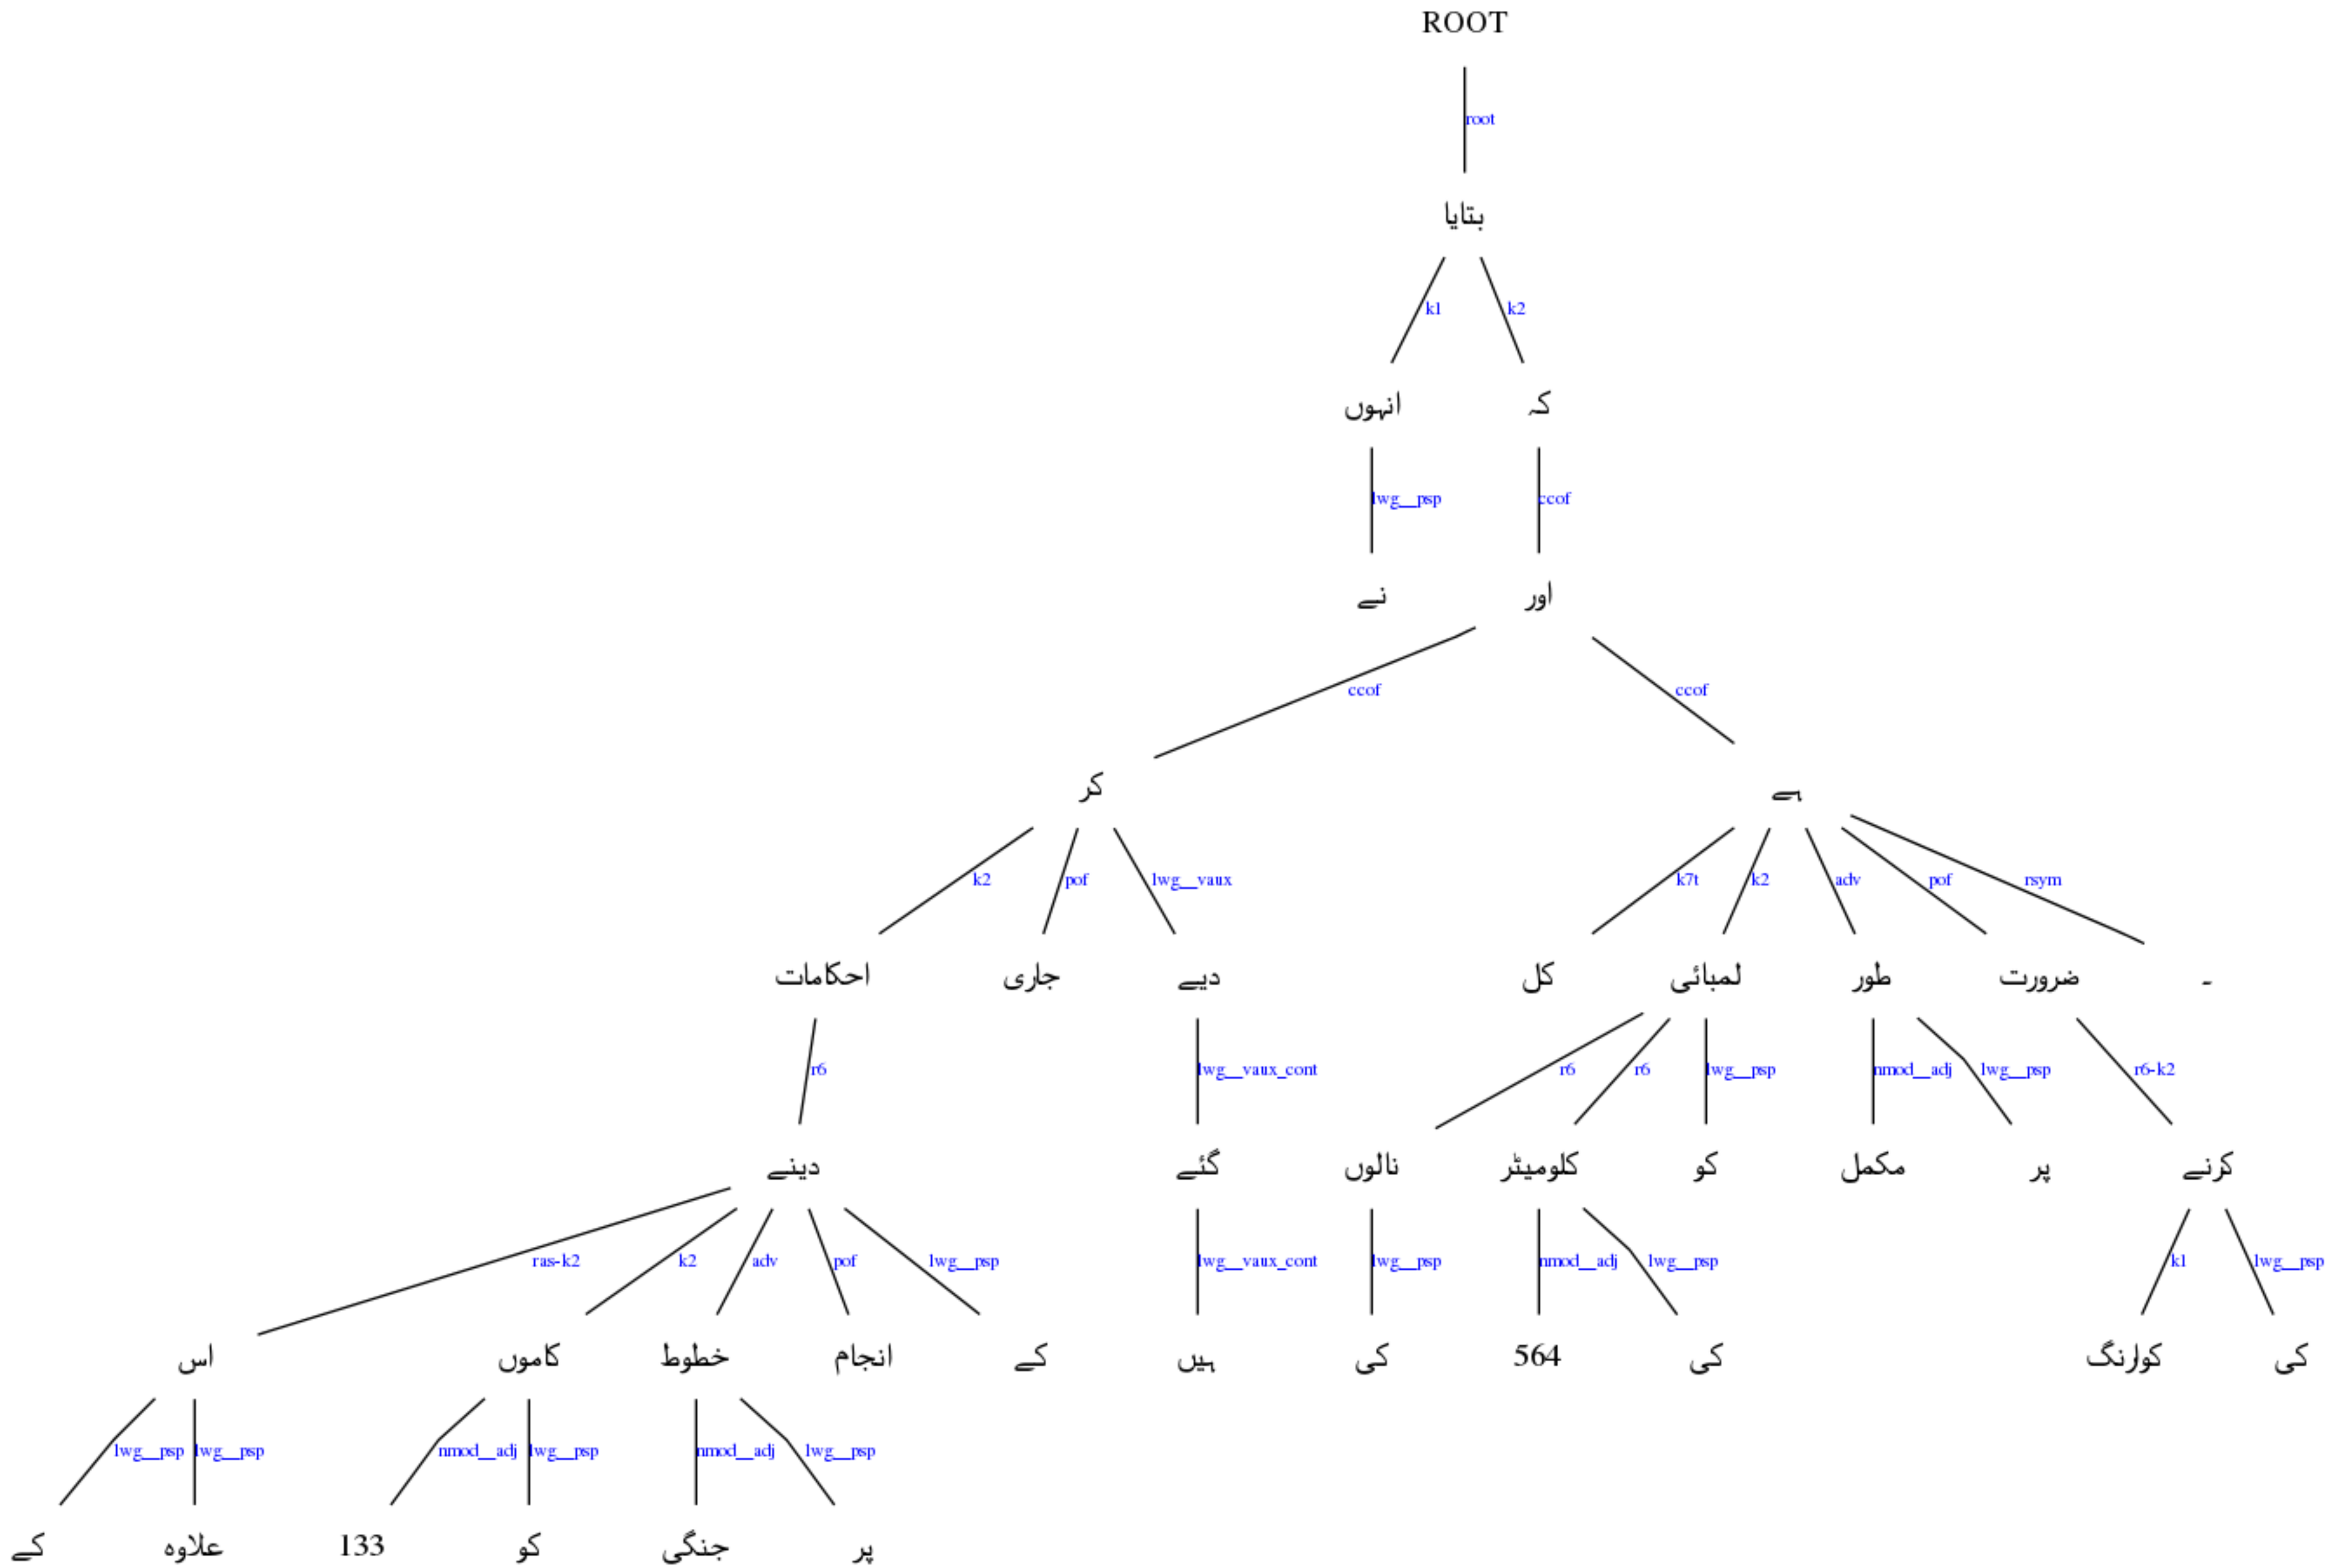 ROOT
root
بتایا
k1 k2
انہوں کہ
lwg__psp ccof
نے اور
ccof ccof
کر ہے
k2 pof lwg__vaux k7t k2 adv pof rsym
احکامات جاری دیے کل لمبائی طور ضرورت ۔
r6 lwg__vaux_cont r6 r6 lwg__psp nmod__adj lwg__psp r6-k2
دینے گئے نالوں کلومیٹر کو مکمل پر کرنے
ras-k2 k2 adv pof lwg__psp lwg__vaux_cont lwg__psp nmod__adj lwg__psp k1 lwg__psp
اس کاموں خطوط انجام کے ہیں کی 564 کی کوارنگ کی
lwg__psp lwg__psp nmod__adj lwg__psp nmod__adj lwg__psp
کے علاوہ 133 کو جنگی پر